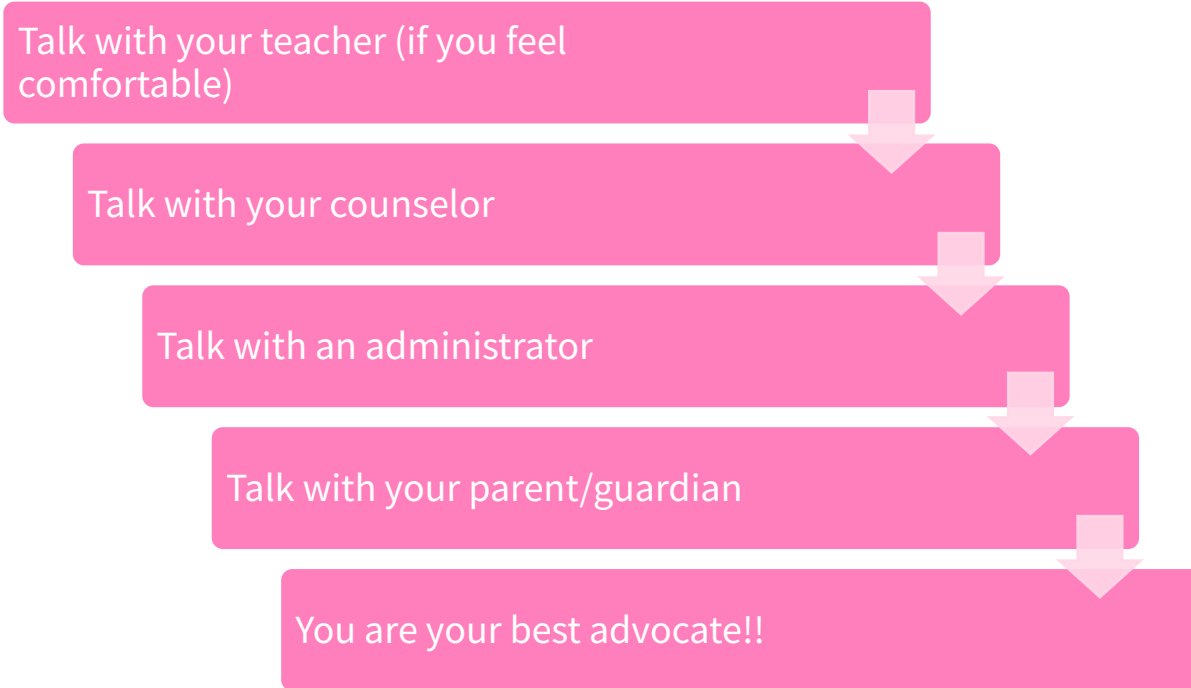 Talk with your teacher (if you feel
comfortable)
Talk with your counselor
Talk with an administrator
Talk with your parent/guardian
You are your best advocate!!